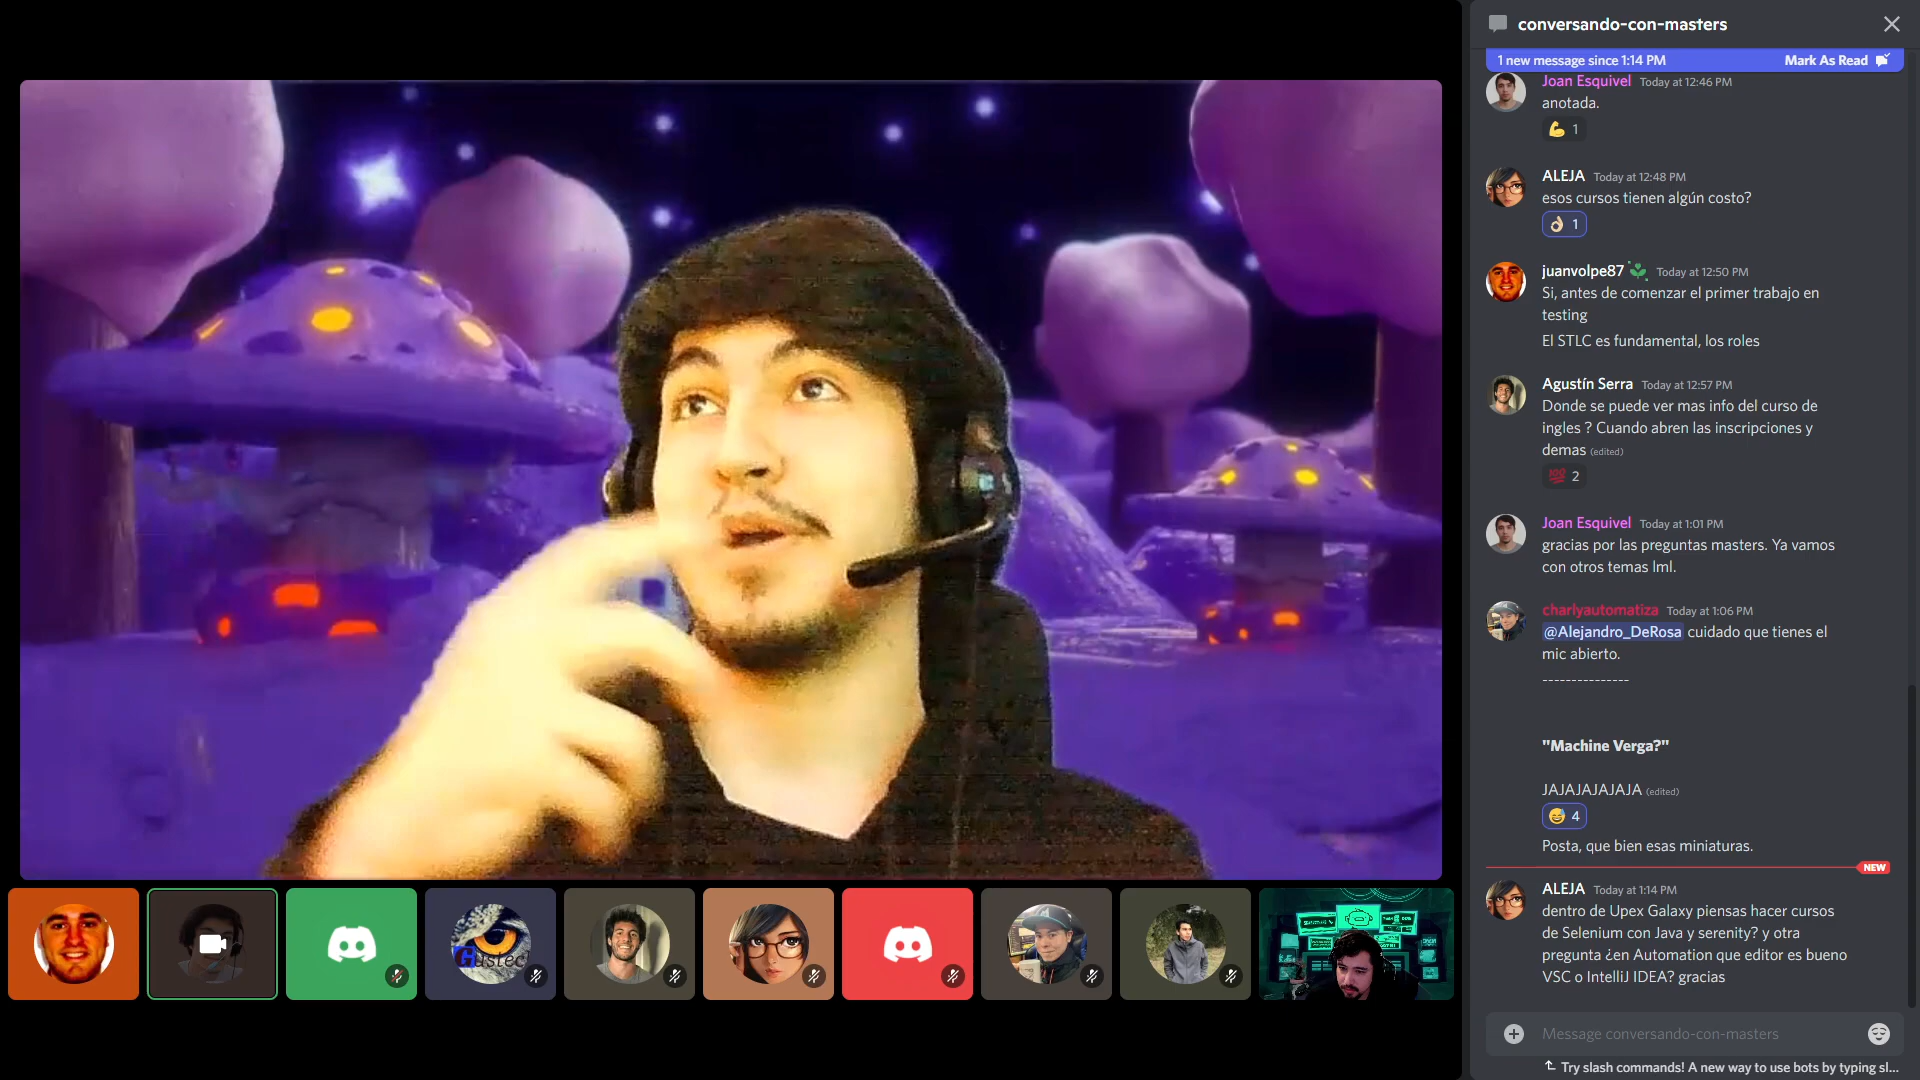 conversando-con-masters
1 new message since 1:14 PM
Mark As Read
Joan Esquivel Today at 12:46 PM
anotada.
1
ALEJA Today at 12:48 PM
esos cursos tienen algún costo?
1
juanvolpe87 Today at 12:50 PM
Si, antes de comenzar el primer trabajo en
testing
El STLC es fundamental, los roles
Agustín Serra Today at 12:57 PM
Donde se puede ver mas info del curso de
ingles ? Cuando abren las inscripciones y
demas (edited)
100 2
Joan Esquivel Today at 1:01 PM
gracias por las preguntas masters. Ya vamos
con otros temas lml.
charlyautomatiza Today at 1:06 PM
@Alejandro_DeRosa cuidado que tienes el
mic abierto.
---------------
"Machine Verga?"
JAJAJAJAJAJA (edited)
4
Posta, que bien esas miniaturas.
NEW
ALEJA Today at 1:14 PM
dentro de Upex Galaxy piensas hacer cursos
de Selenium con Java y serenity? y otra
pregunta ¿en Automation que editor es bueno
VSC o IntelliJ IDEA? gracias
Message conversando-con-masters
Try slash commands! A new way to use bots by typing sl...